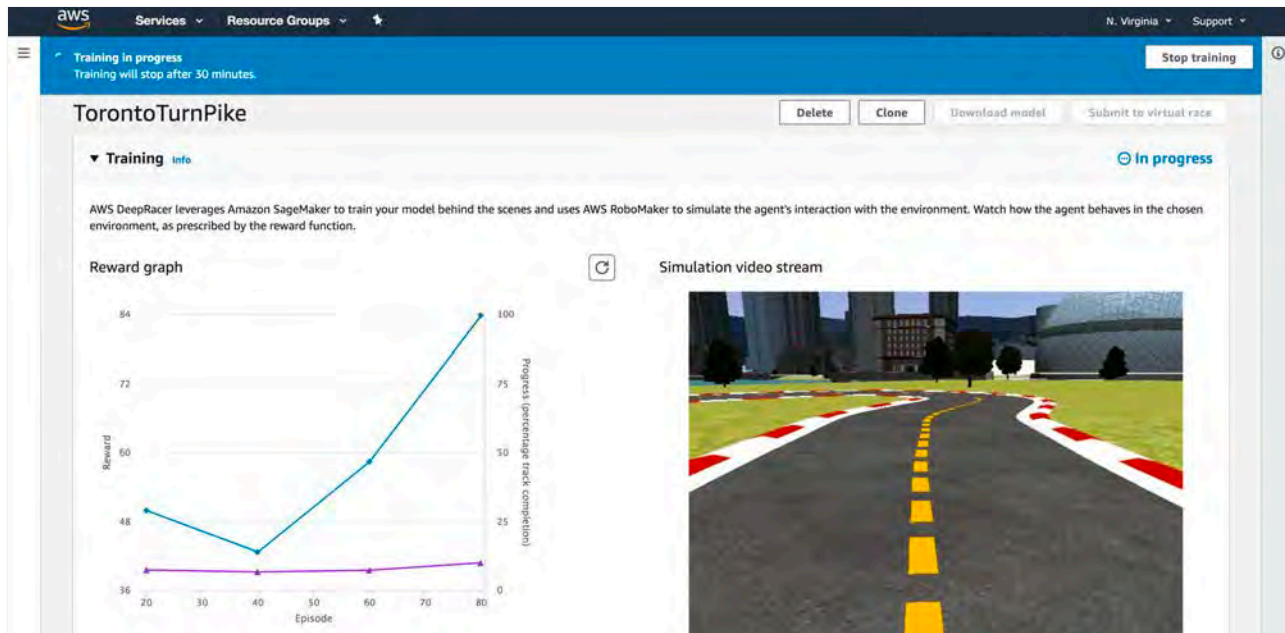 aws
Services
Resource Groups
N. Virginia
Support
Training in progress
Training will stop after 30 minutes.
Stop training
TorontoTurnPike
Delete
Clone
Download model
Submit to virtual race
Training Info
In progress
AWS DeepRacer leverages Amazon SageMaker to train your model behind the scenes and uses AWS RoboMaker to simulate the agent's interaction with the environment. Watch how the agent behaves in the chosen
environment, as prescribed by the reward function.
Reward graph
Simulation video stream
84
72
60
48
36
Reward
100
75
50
25
0
Progress (percentage track completion)
20 30 40 50 60 70 80
Episode